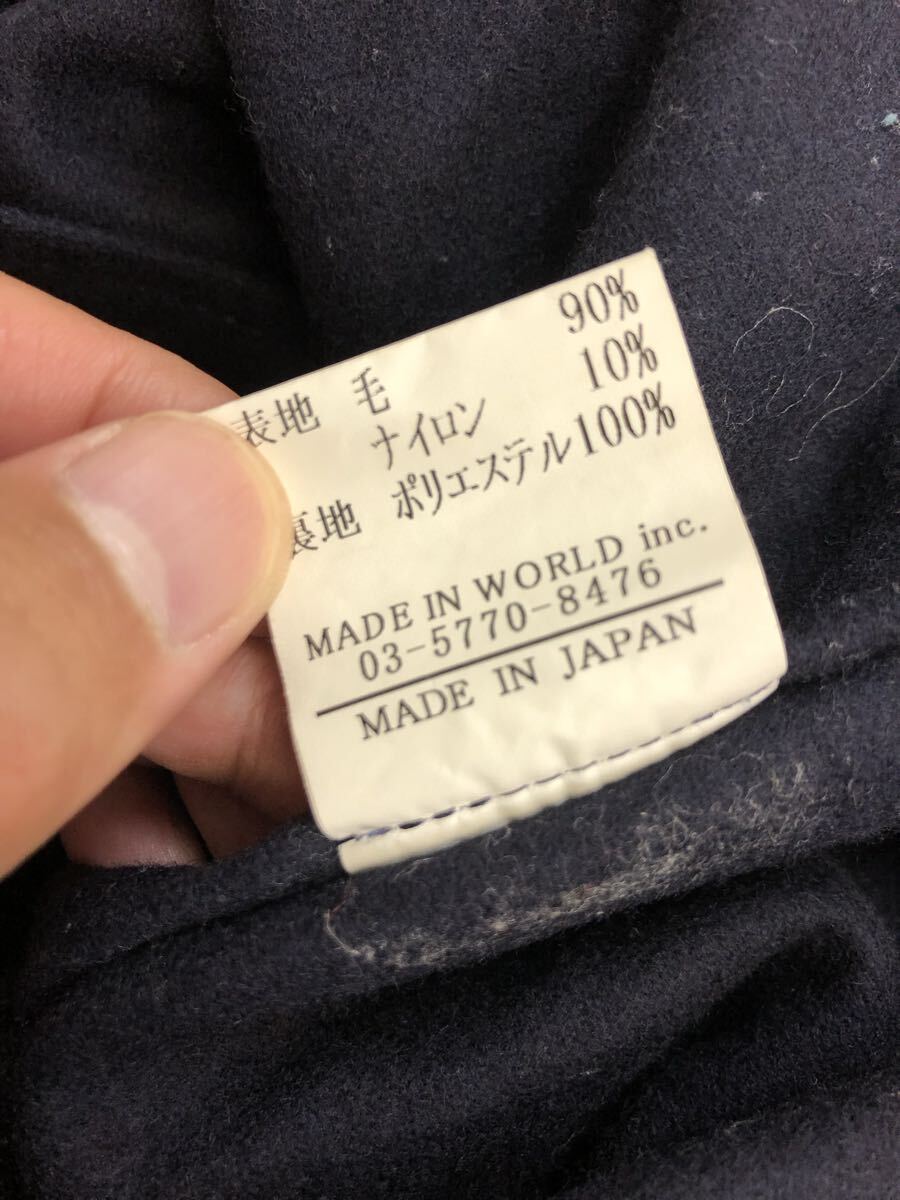 表地 毛 90%
ナイロン 10%
裏地 ポリエステル100%
MADE IN WORLD inc.
03-5770-8476
MADE IN JAPAN